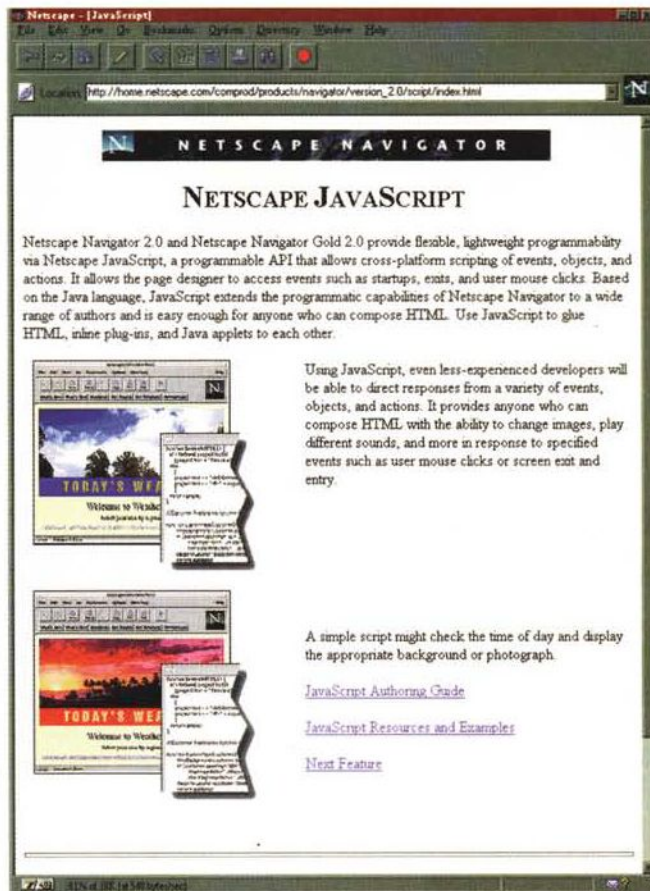 Netscape - [JavaScript]
File Edit View Go Bookmarks Options Directory Window Help
Location: http://home.netscape.com/comprod/products/navigator/version_2.0/script/index.html
N
N NETSCAPE NAVIGATOR
NETSCAPE JAVASCRIPT
Netscape Navigator 2.0 and Netscape Navigator Gold 2.0 provide flexible, lightweight programmability
via Netscape JavaScript, a programmable API that allows cross-platform scripting of events, objects, and
actions. It allows the page designer to access events such as startups, exits, and user mouse clicks. Based
on the Java language, JavaScript extends the programmatic capabilities of Netscape Navigator to a wide
range of authors and is easy enough for anyone who can compose HTML. Use JavaScript to glue
HTML, inline plug-ins, and Java applets to each other.
N
TODAY'S WEA
Welcome to Weathe
Using JavaScript, even less-experienced developers will
be able to direct responses from a variety of events,
objects, and actions. It provides anyone who can
compose HTML with the ability to change images, play
different sounds, and more in response to specified
events such as user mouse clicks or screen exit and
entry.
N
TODAY'S WEA
Welcome to Weathe
A simple script might check the time of day and display
the appropriate background or photograph.
JavaScript Authoring Guide
JavaScript Resources and Examples
Next Feature